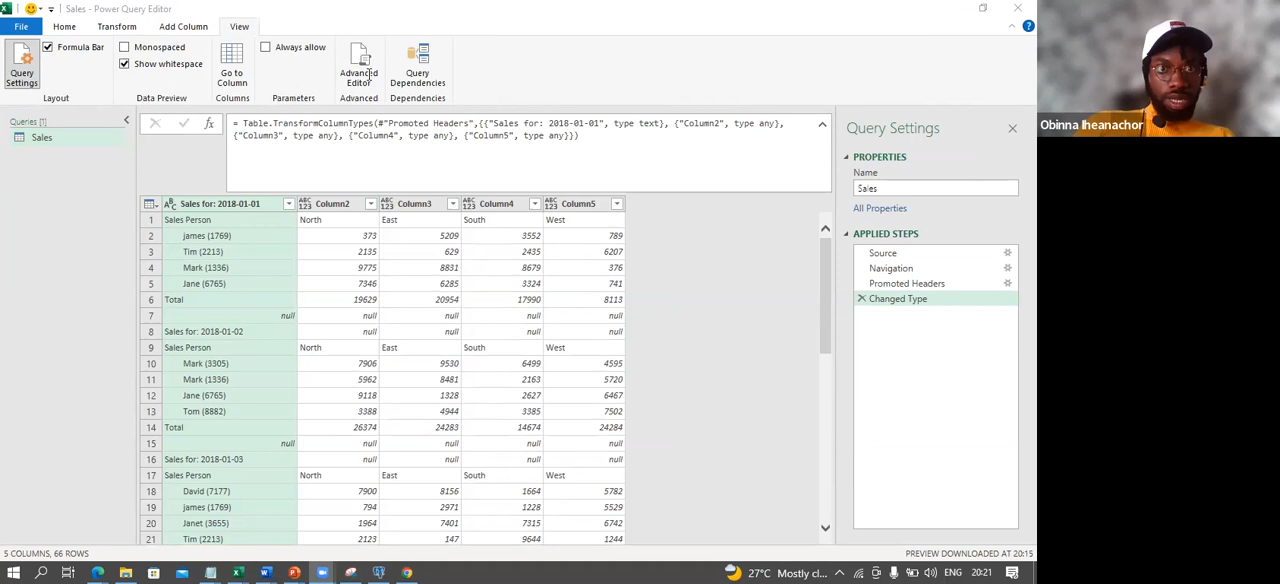 Sales - Power Query Editor
File Home Transform Add Column View
Query Settings
Formula Bar
Monospaced
Show whitespace
Go to Column
Always allow
Advanced Editor
Query Dependencies
Layout Data Preview Columns Parameters Advanced Dependencies
Queries [1]
Sales
= Table.TransformColumnTypes(#"Promoted Headers",{{"Sales for: 2018-01-01", type text}, {"Column2", type any},
{"Column3", type any}, {"Column4", type any}, {"Column5", type any}})
Sales for: 2018-01-01 Column2 Column3 Column4 Column5
1 Sales Person North East South West
2 james (1769) 373 5209 3552 789
3 Tim (2213) 2135 629 2435 6207
4 Mark (1336) 9775 8831 8679 376
5 Jane (6765) 7346 6285 3324 741
6 Total 19629 20954 17990 8113
7 null null null null null
8 Sales for: 2018-01-02 null null null null
9 Sales Person North East South West
10 Mark (3305) 7906 9530 6499 4595
11 Mark (1336) 5962 8481 2163 5720
12 Jane (6765) 9118 1328 2627 6467
13 Tom (8882) 3388 4944 3385 7502
14 Total 26374 24283 14674 24284
15 null null null null null
16 Sales for: 2018-01-03 null null null null
17 Sales Person North East South West
18 David (7177) 7900 8156 1664 5782
19 james (1769) 794 2971 1228 5529
20 Janet (3655) 1964 7401 7315 6742
21 Tim (2213) 2123 147 9644 1244
Query Settings
PROPERTIES
Name
Sales
All Properties
APPLIED STEPS
Source
Navigation
Promoted Headers
Changed Type
Obinna Iheanachor
5 COLUMNS, 66 ROWS
PREVIEW DOWNLOADED AT 20:15
27°C Mostly cl... ENG 20:21